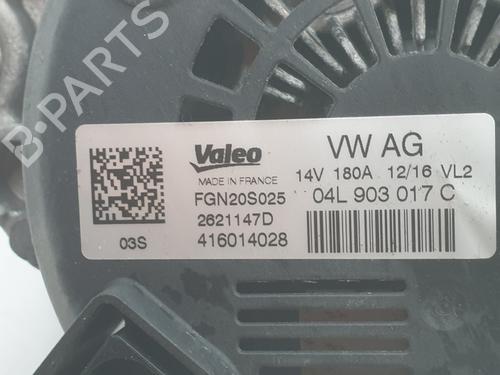 B-PARTS
Valeo
MADE IN FRANCE
FGN20S025
2621147D
416014028
03S
VW AG
14V 180A 12/16 VL2
04L 903 017 C